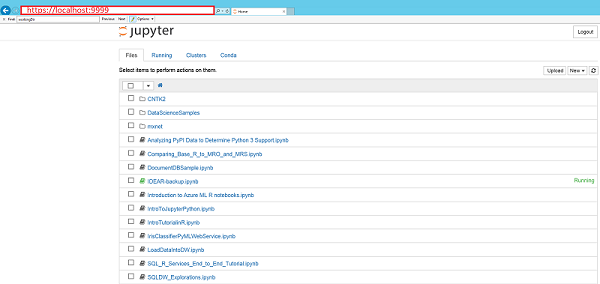 https://localhost:9999
Home
Find:
Previous Next Options
jupyter
Logout
Files Running Clusters Conda
Select items to perform actions on them.
Upload New
CNTK2
DataScienceSamples
mxnet
Analyzing PyPI Data to Determine Python 3 Support.ipynb
Comparing_Base_R_to_MRO_and_MRS.ipynb
DocumentDBSample.ipynb
IDEAR-backup.ipynb Running
Introduction to Azure ML R notebooks.ipynb
IntroToJupyterPython.ipynb
IntroTutorialinR.ipynb
IrisClassifierPyMLWebService.ipynb
LoadDataIntoDW.ipynb
SQL_R_Services_End_to_End_Tutorial.ipynb
SQLDW_Explorations.ipynb